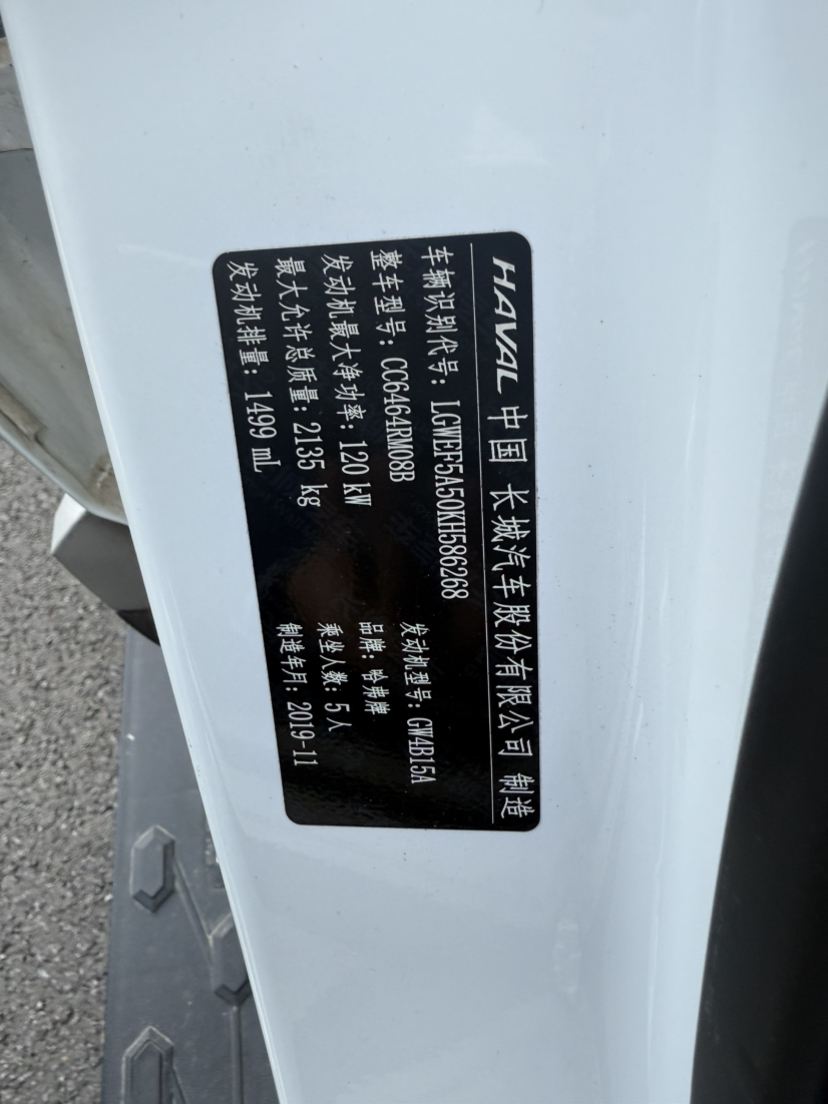 HAVAL 中国 长城汽车股份有限公司 制造
车辆识别代号: LGWEF5A50KH586268
整车型号: CC6464RM08B 发动机型号: GW4B15A
发动机最大净功率: 120 kW 品牌: 哈弗牌
最大允许总质量: 2135 kg 乘坐人数: 5人
发动机排量: 1499 mL 制造年月: 2019-11